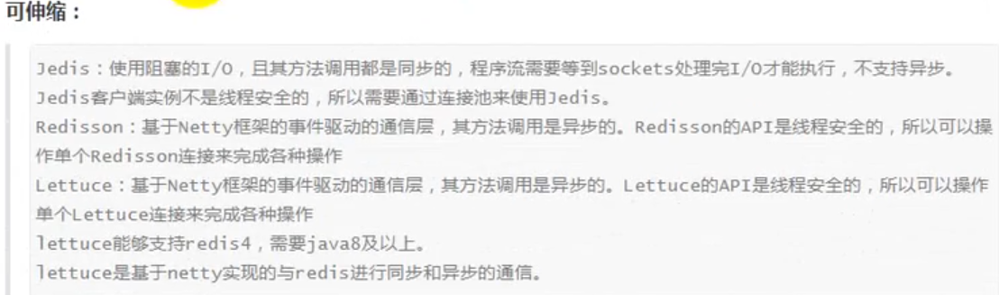 可伸缩：
Jedis：使用阻塞的I/O，且其方法调用都是同步的，程序流需要等到sockets处理完I/O才能执行，不支持异步。
Jedis客户端实例不是线程安全的，所以需要通过连接池来使用Jedis。
Redisson：基于Netty框架的事件驱动的通信层，其方法调用是异步的。Redisson的API是线程安全的，所以可以操
作单个Redisson连接来完成各种操作
Lettuce：基于Netty框架的事件驱动的通信层，其方法调用是异步的。Lettuce的API是线程安全的，所以可以操作
单个Lettuce连接来完成各种操作
lettuce能够支持redis4，需要java8及以上。
lettuce是基于netty实现的与redis进行同步和异步的通信。